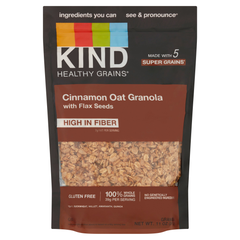 ingredients you can see & pronounce®
KIND
HEALTHY GRAINS®
MADE WITH 5
SUPER GRAINS
Cinnamon Oat Granola
with Flax Seeds
HIGH IN FIBER
GLUTEN FREE
100% WHOLE GRAINS